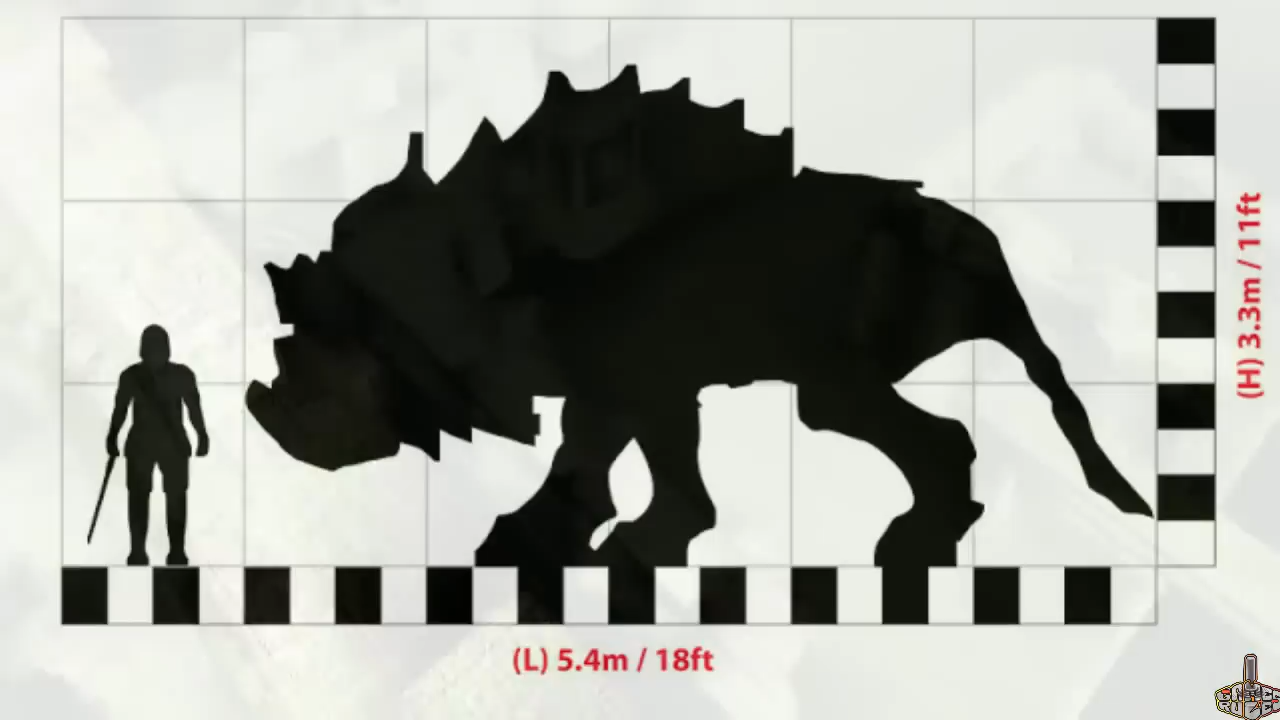 (H) 3.3m / 11ft
(L) 5.4m / 18ft